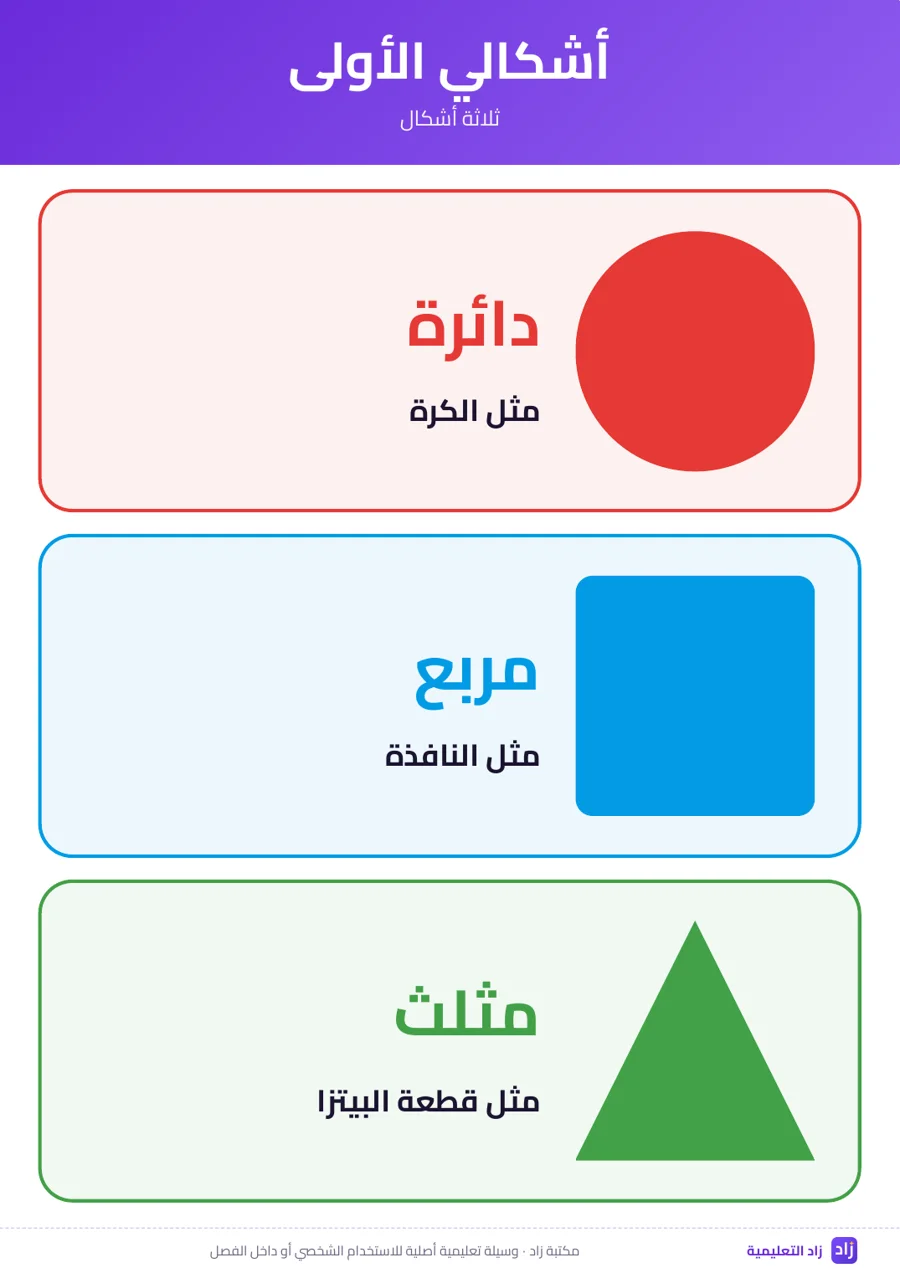 أشكالي الأولى
ثلاثة أشكال
دائرة
مثل الكرة
مربع
مثل النافذة
مثلث
مثل قطعة البيتزا
زاد
زاد التعليمية
مكتبة زاد · وسيلة تعليمية أصلية للاستخدام الشخصي أو داخل الفصل